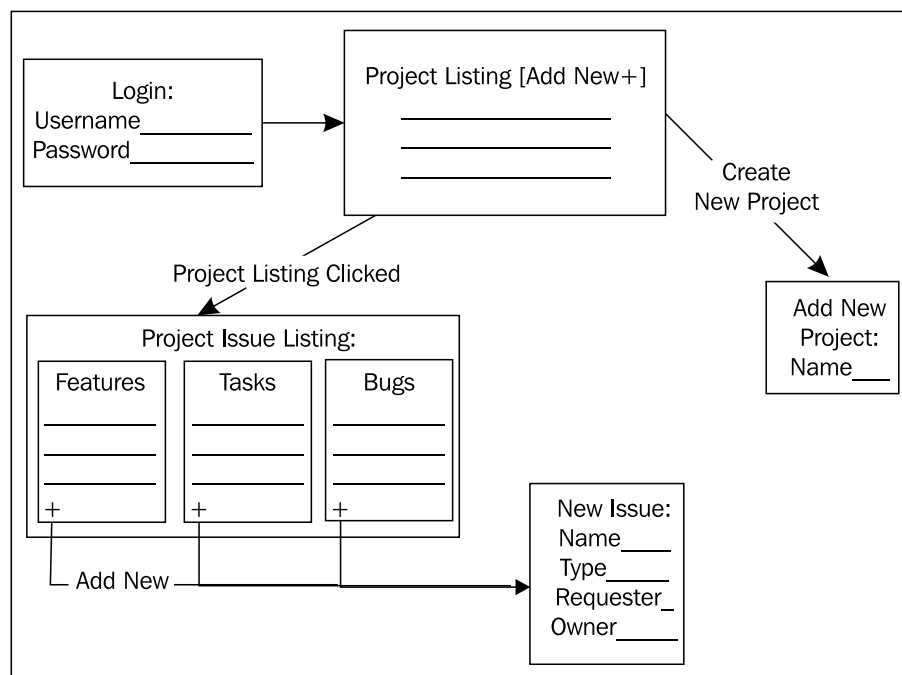 Login:
Username
Password
Project Listing [Add New+]
Create
New Project
Project Listing Clicked
Add New
Project:
Name
Project Issue Listing:
Features
Tasks
Bugs
+
+
+
Add New
New Issue:
Name
Type
Requester
Owner